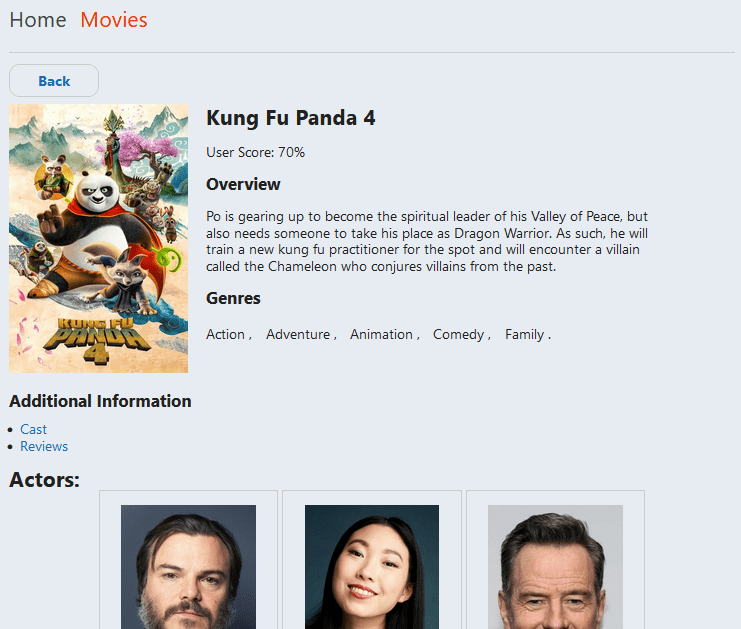 Home Movies
Back
Kung Fu Panda 4
User Score: 70%
Overview
Po is gearing up to become the spiritual leader of his Valley of Peace, but
also needs someone to take his place as Dragon Warrior. As such, he will
train a new kung fu practitioner for the spot and will encounter a villain
called the Chameleon who conjures villains from the past.
Genres
Action , Adventure , Animation , Comedy , Family .
KUNG FU
PANDA
4
Additional Information
Cast
Reviews
Actors: